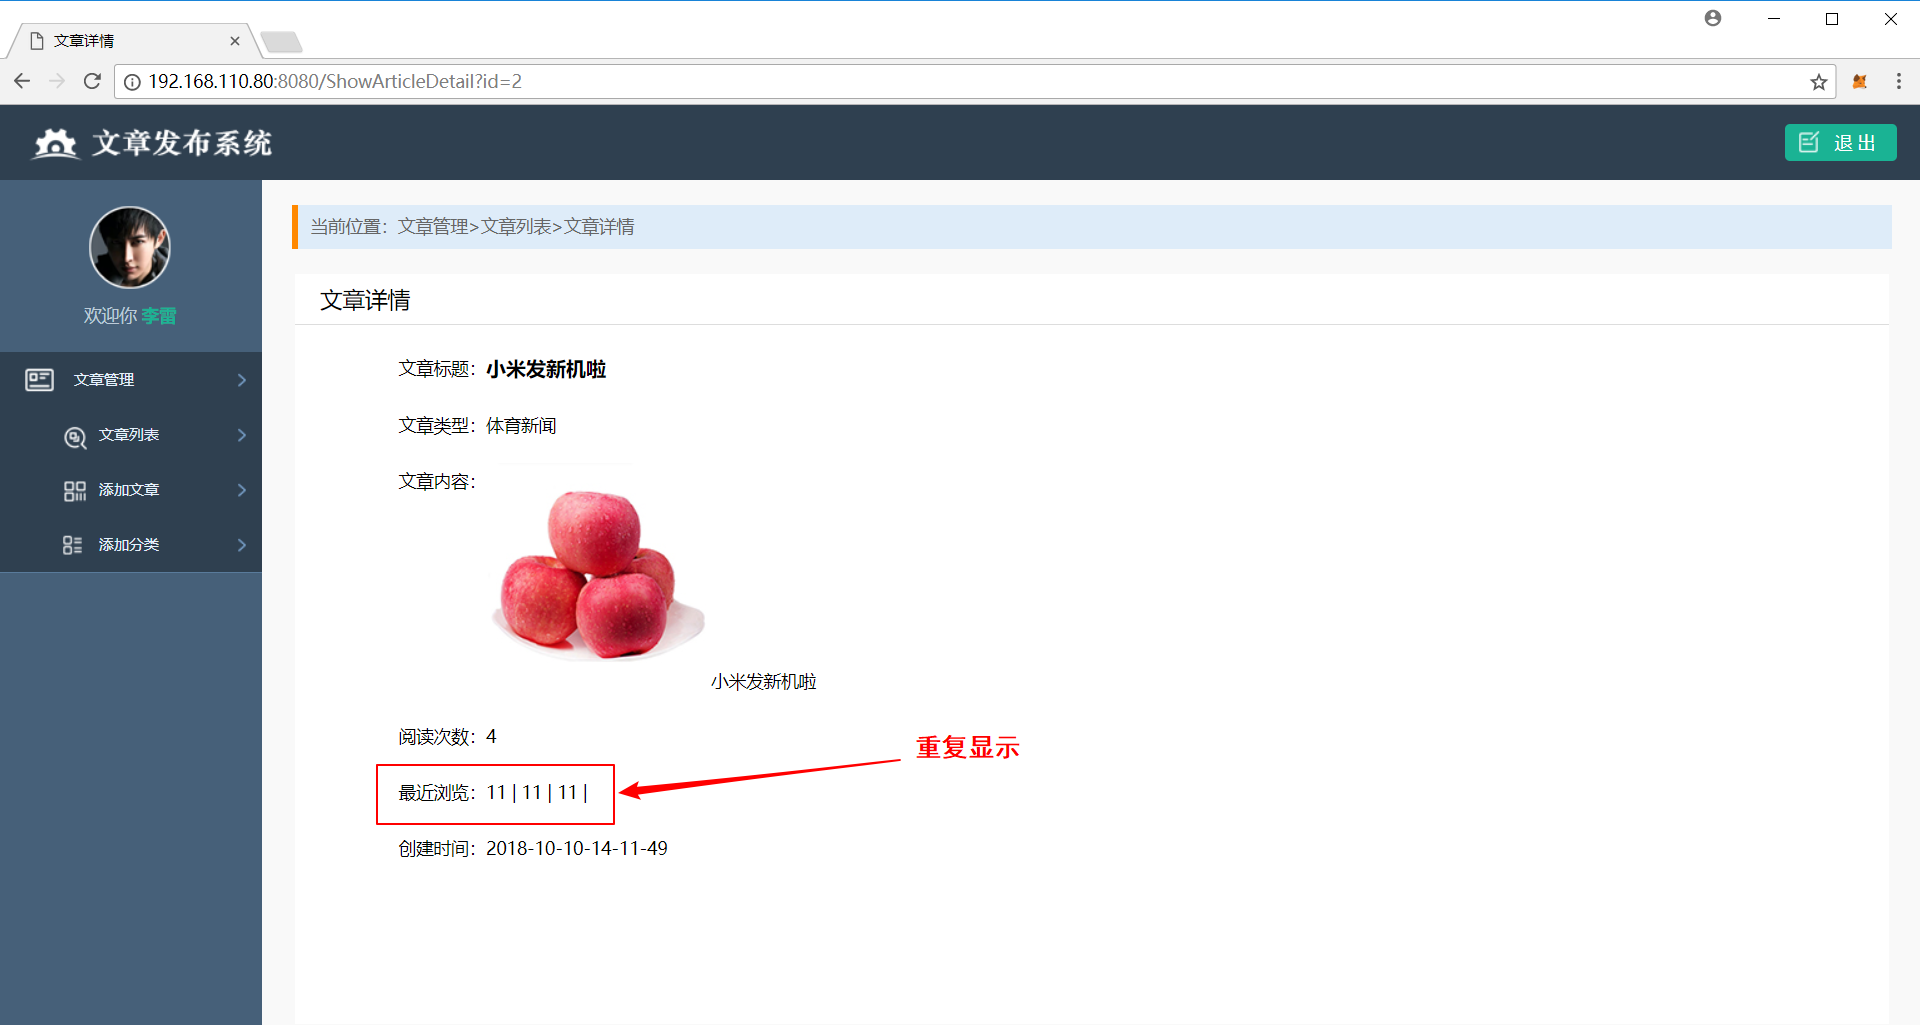 文章详情
192.168.110.80:8080/ShowArticleDetail?id=2
文章发布系统
退出
欢迎你 李雷
文章管理
文章列表
添加文章
添加分类
当前位置：文章管理>文章列表>文章详情
文章详情
文章标题：小米发新机啦
文章类型：体育新闻
文章内容：
小米发新机啦
阅读次数：4
重复显示
最近浏览：11 | 11 | 11 |
创建时间：2018-10-10-14-11-49